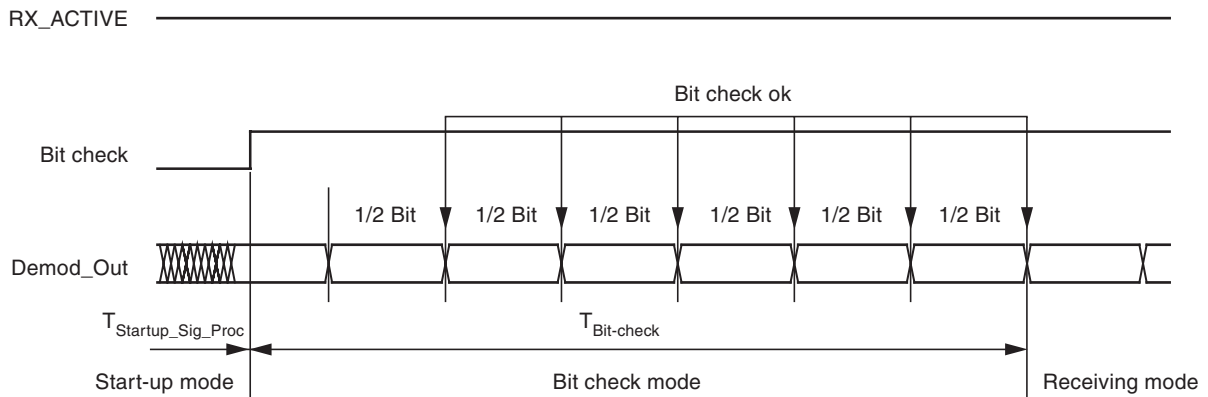 RX_ACTIVE
Bit check ok
Bit check
1/2 Bit 1/2 Bit 1/2 Bit 1/2 Bit 1/2 Bit 1/2 Bit
Demod_Out
TStartup_Sig_Proc TBit-check
Start-up mode Bit check mode Receiving mode